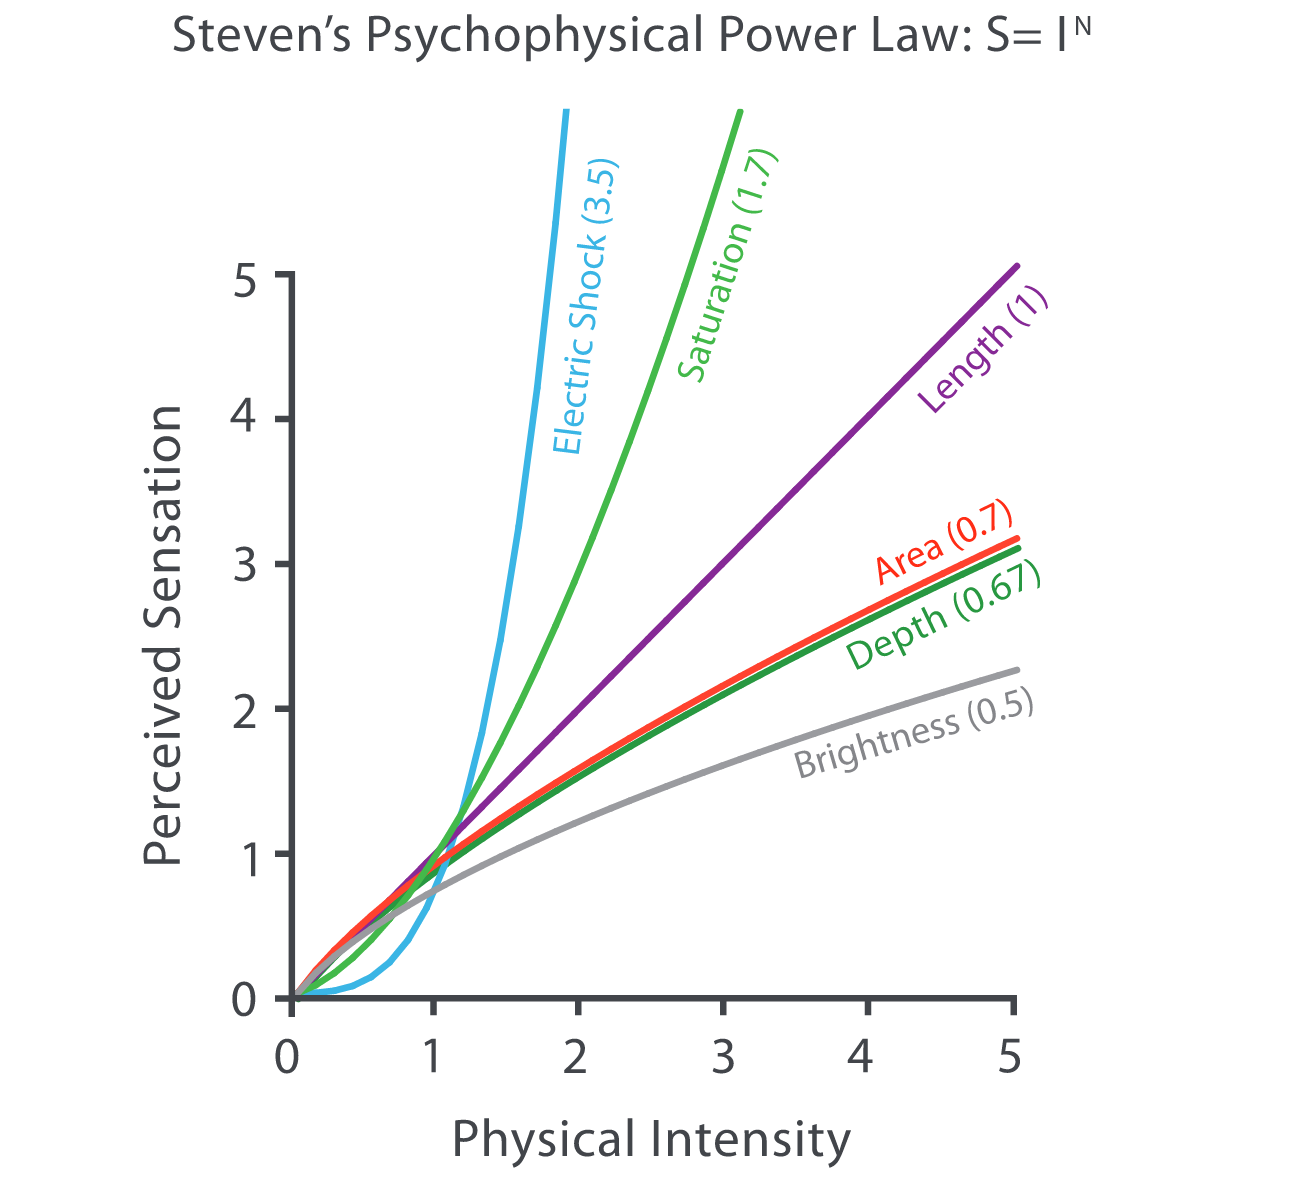 Steven's Psychophysical Power Law: S= I N
Electric Shock (3.5)
Saturation (1.7)
Length (1)
Area (0.7)
Depth (0.67)
Brightness (0.5)
Perceived Sensation
5
4
3
2
1
0
0 1 2 3 4 5
Physical Intensity